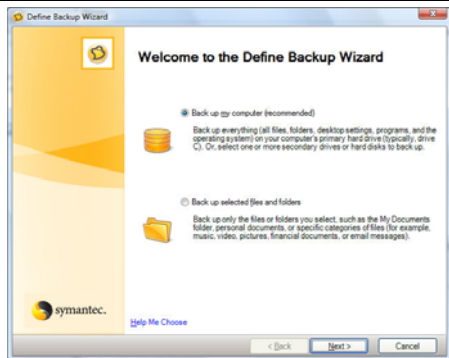 Define Backup Wizard
Welcome to the Define Backup Wizard
Back up my computer (recommended)
Back up everything (all files, folders, desktop settings, programs, and the
operating system) on your computer's primary hard drive (typically, drive
C). Or, select one or more secondary drives or hard disks to back up.
Back up selected files and folders
Back up only the files or folders you select, such as the My Documents
folder, personal documents, or specific categories of files (for example,
music, video, pictures, financial documents, or email messages).
symantec.
Help Me Choose
< Back Next > Cancel